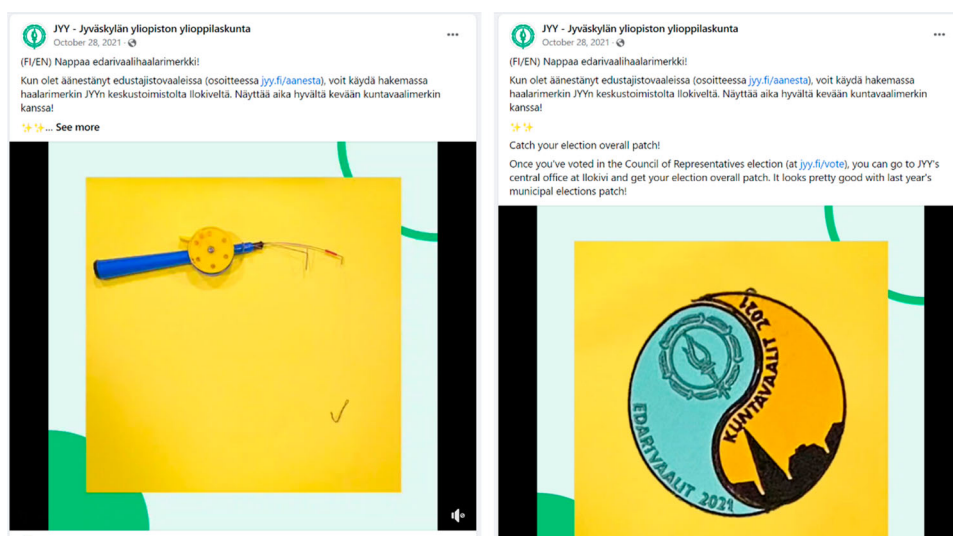 JYY - Jyväskylän yliopiston ylioppilaskunta
October 28, 2021 ·
(FI/EN) Nappaa edarivaalihaalarimerkki!
Kun olet äänestänyt edustajistovaaleissa (osoitteessa jyy.fi/aanesta), voit käydä hakemassa
haalarimerkin JYYn keskustoimistolta Ilokiveltä. Näyttää aika hyvältä kevään kuntavaalimerkin
kanssa!
✨✨... See more
JYY - Jyväskylän yliopiston ylioppilaskunta
October 28, 2021 ·
(FI/EN) Nappaa edarivaalihaalarimerkki!
Kun olet äänestänyt edustajistovaaleissa (osoitteessa jyy.fi/aanesta), voit käydä hakemassa
haalarimerkin JYYn keskustoimistolta Ilokiveltä. Näyttää aika hyvältä kevään kuntavaalimerkin
kanssa!
✨✨
Catch your election overall patch!
Once you've voted in the Council of Representatives election (at jyy.fi/vote), you can go to JYY's
central office at Ilokivi and get your election overall patch. It looks pretty good with last year's
municipal elections patch!
KUNTAVAALIT 2021
EDARIVAALIT 2021